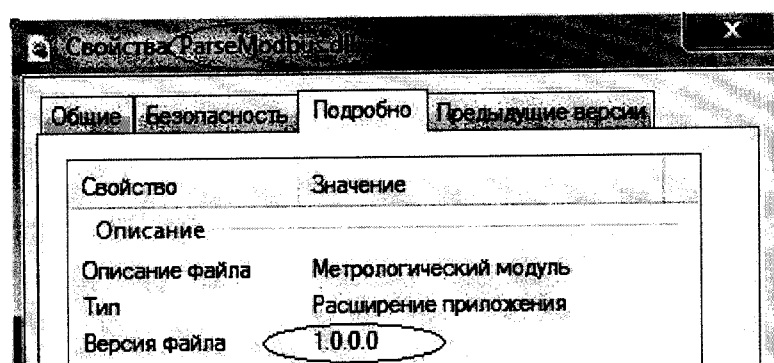 Свойства: ParseModbus.dll
Общие Безопасность Подробно Предыдущие версии
Свойство Значение
Описание
Описание файла Метрологический модуль
Тип Расширение приложения
Версия файла 1.0.0.0